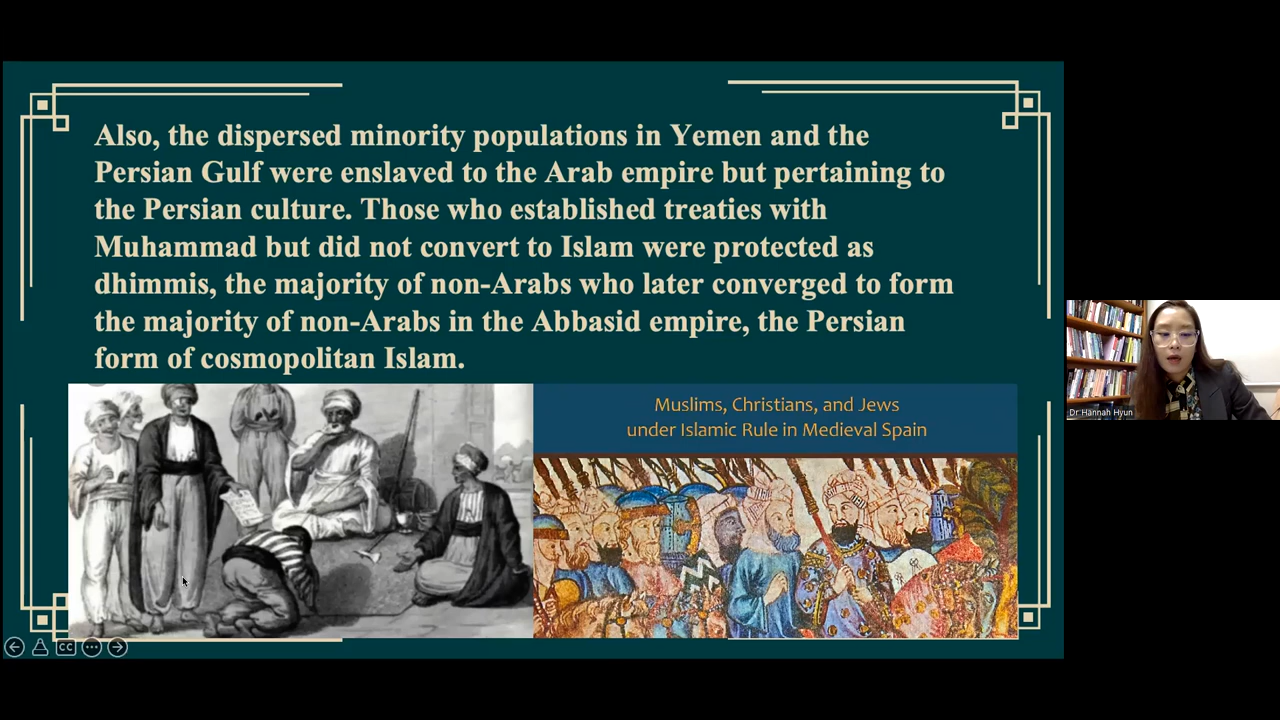 Also, the dispersed minority populations in Yemen and the
Persian Gulf were enslaved to the Arab empire but pertaining to
the Persian culture. Those who established treaties with
Muhammad but did not convert to Islam were protected as
dhimmis, the majority of non-Arabs who later converged to form
the majority of non-Arabs in the Abbasid empire, the Persian
form of cosmopolitan Islam.
Muslims, Christians, and Jews
under Islamic Rule in Medieval Spain
Dr Hannah Hyun
CC